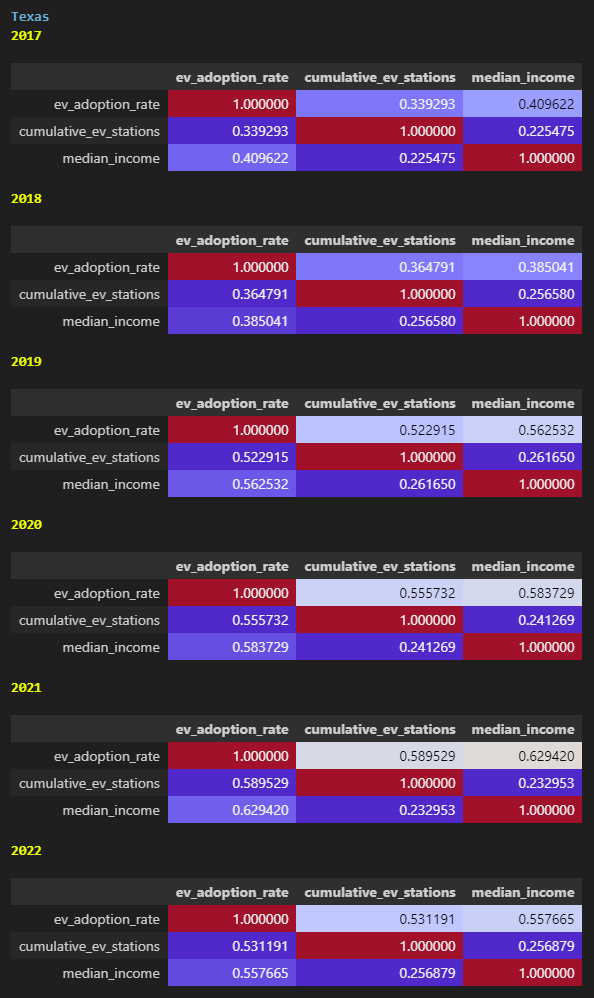 Texas
2017
ev_adoption_rate cumulative_ev_stations median_income
ev_adoption_rate 1.000000 0.339293 0.409622
cumulative_ev_stations 0.339293 1.000000 0.225475
median_income 0.409622 0.225475 1.000000
2018
ev_adoption_rate cumulative_ev_stations median_income
ev_adoption_rate 1.000000 0.364791 0.385041
cumulative_ev_stations 0.364791 1.000000 0.256580
median_income 0.385041 0.256580 1.000000
2019
ev_adoption_rate cumulative_ev_stations median_income
ev_adoption_rate 1.000000 0.522915 0.562532
cumulative_ev_stations 0.522915 1.000000 0.261650
median_income 0.562532 0.261650 1.000000
2020
ev_adoption_rate cumulative_ev_stations median_income
ev_adoption_rate 1.000000 0.555732 0.583729
cumulative_ev_stations 0.555732 1.000000 0.241269
median_income 0.583729 0.241269 1.000000
2021
ev_adoption_rate cumulative_ev_stations median_income
ev_adoption_rate 1.000000 0.589529 0.629420
cumulative_ev_stations 0.589529 1.000000 0.232953
median_income 0.629420 0.232953 1.000000
2022
ev_adoption_rate cumulative_ev_stations median_income
ev_adoption_rate 1.000000 0.531191 0.557665
cumulative_ev_stations 0.531191 1.000000 0.256879
median_income 0.557665 0.256879 1.000000